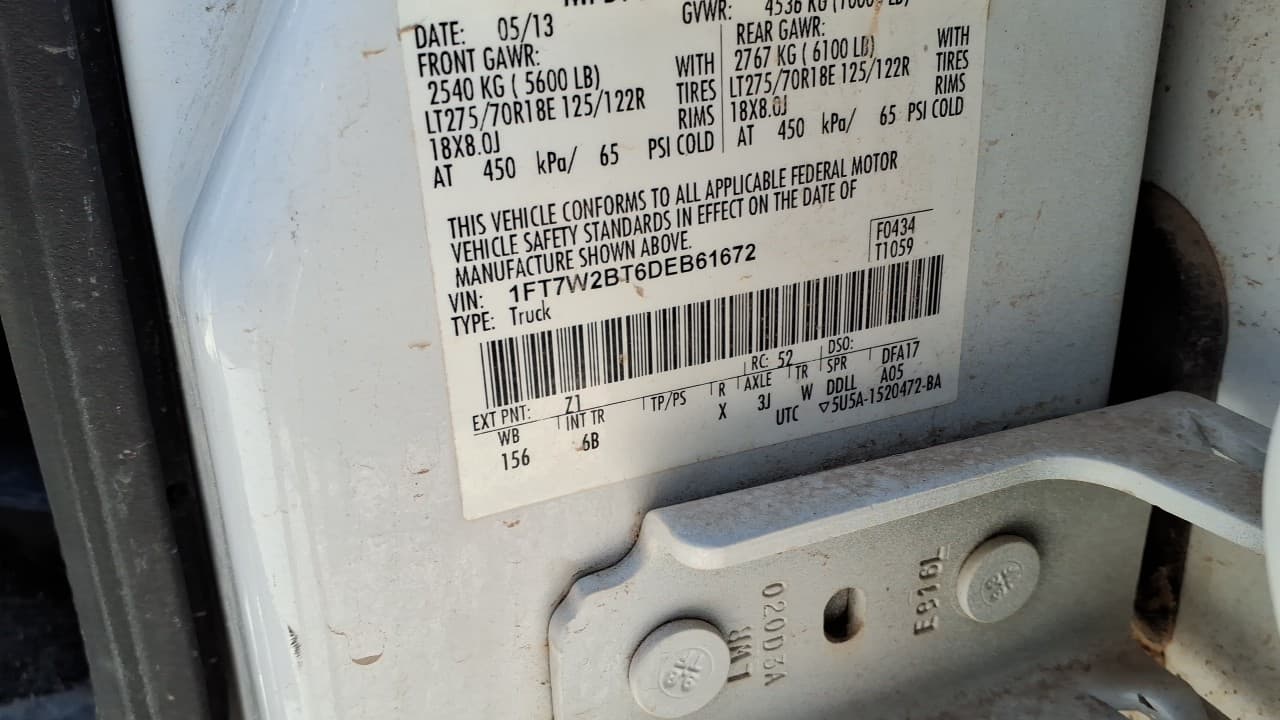 GVWR: 4536 KG (
DATE: 05/13
FRONT GAWR:
2540 KG ( 5600 LB) WITH
LT275/70R18E 125/122R TIRES
18X8.0J RIMS
AT 450 kPa/ 65 PSI COLD
REAR GAWR:
2767 KG ( 6100 LB) WITH
LT275/70R18E 125/122R TIRES
18X8.0J RIMS
AT 450 kPa/ 65 PSI COLD
THIS VEHICLE CONFORMS TO ALL APPLICABLE FEDERAL MOTOR
VEHICLE SAFETY STANDARDS IN EFFECT ON THE DATE OF
MANUFACTURE SHOWN ABOVE.
F0434
T1059
VIN: 1FT7W2BT6DEB61672
TYPE: Truck
EXT PNT: Z1 RC: 52 DSO:
WB INT TR TP/PS R AXLE TR SPR DFA17
156 6B X 3J W DDLL A05
UTC ▽5U5A-1520472-BA
020D3A
E816L